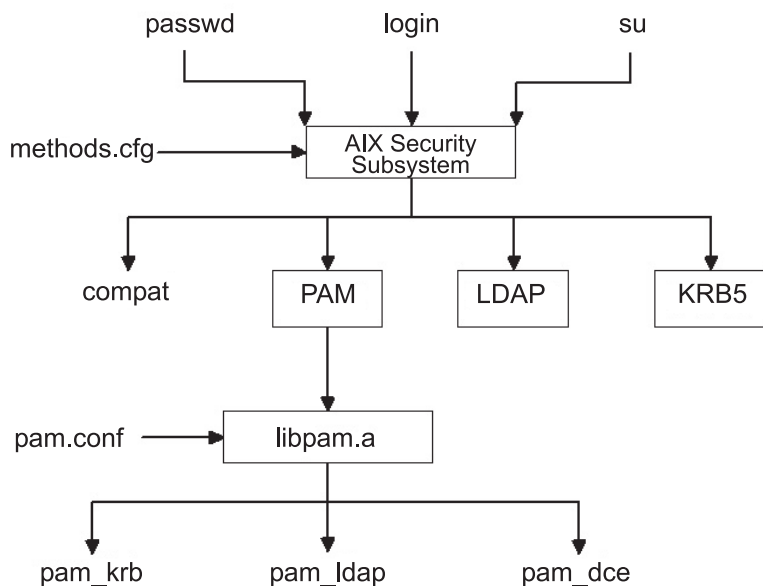 passwd
login
su
methods.cfg
AIX Security
Subsystem
compat
PAM
LDAP
KRB5
pam.conf
libpam.a
pam_krb
pam_ldap
pam_dce